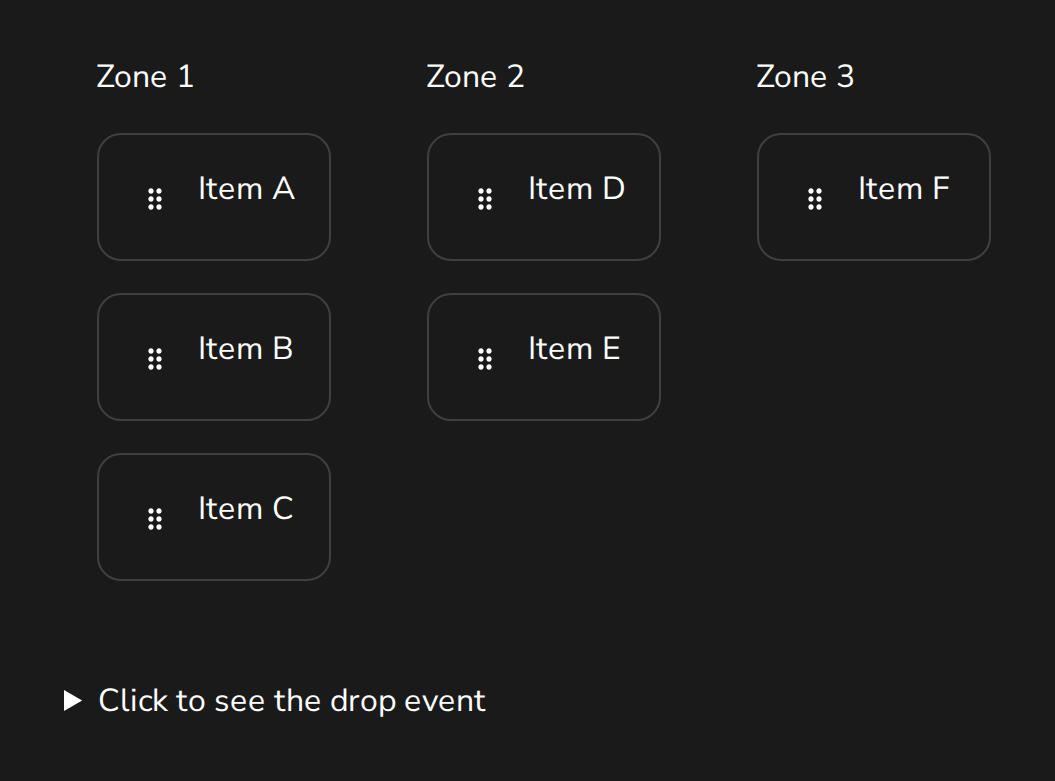 Zone 1
Zone 2
Zone 3
Item A
Item D
Item F
Item B
Item E
Item C
Click to see the drop event